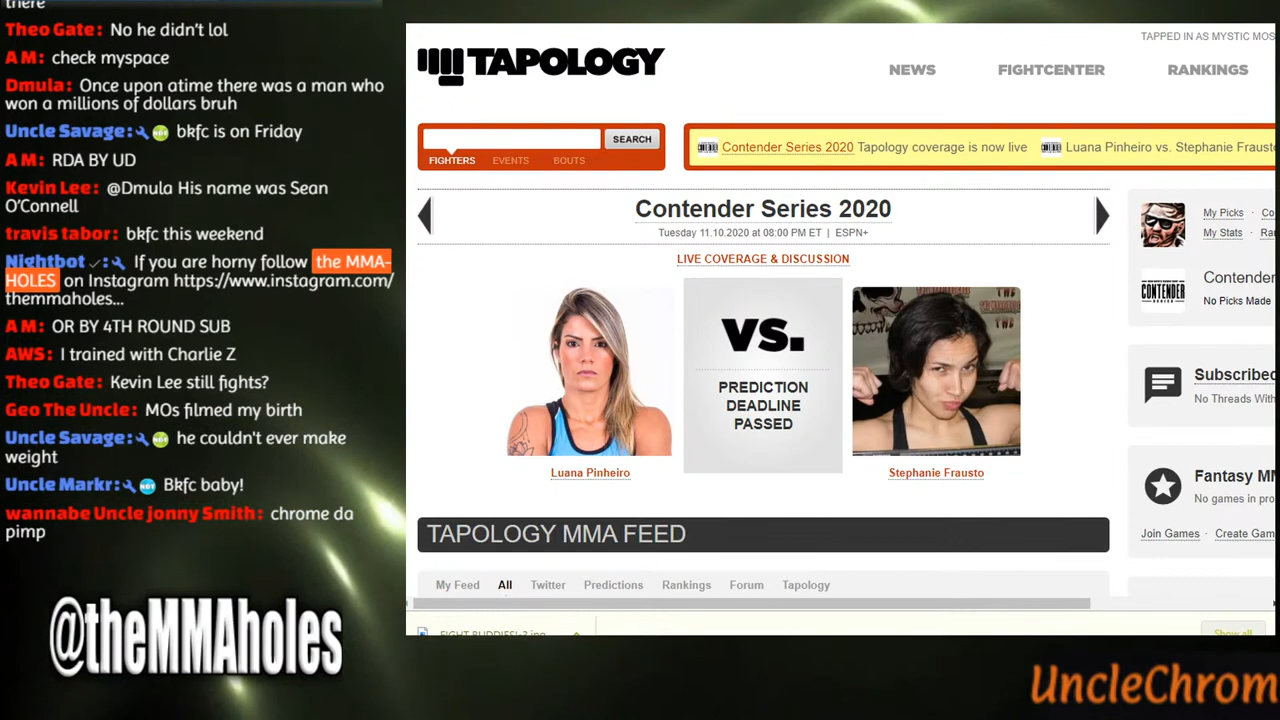 there
Theo Gate: No he didn't lol
A M: check myspace
Dmula: Once upon atime there was a man who
won a millions of dollars bruh
Uncle Savage: bkfc is on Friday
A M: RDA BY UD
Kevin Lee: @Dmula His name was Sean
O'Connell
travis tabor: bkfc this weekend
Nightbot: If you are horny follow the MMA-
HOLES on Instagram https://www.instagram.com/
themmaholes...
A M: OR BY 4TH ROUND SUB
AWS: I trained with Charlie Z
Theo Gate: Kevin Lee still fights?
Geo The Uncle: MOs filmed my birth
Uncle Savage: he couldn't ever make
weight
Uncle Markr: Bkfc baby!
wannabe Uncle jonny Smith: chrome da
pimp
@theMMAholes
TAPPED IN AS MYSTIC MOS
TAPOLOGY
NEWS FIGHTCENTER RANKINGS
SEARCH
FIGHTERS EVENTS BOUTS
Contender Series 2020 Tapology coverage is now live Luana Pinheiro vs. Stephanie Frausto
Contender Series 2020
Tuesday 11.10.2020 at 08:00 PM ET | ESPN+
LIVE COVERAGE & DISCUSSION
VS.
PREDICTION
DEADLINE
PASSED
Luana Pinheiro
Stephanie Frausto
My Picks · Co
My Stats · Ra
CONTENDER
Contender
No Picks Made
Subscribed
No Threads With
Fantasy MM
No games in pro
Join Games · Create Gam
TAPOLOGY MMA FEED
My Feed All Twitter Predictions Rankings Forum Tapology
Show all
UncleChrom